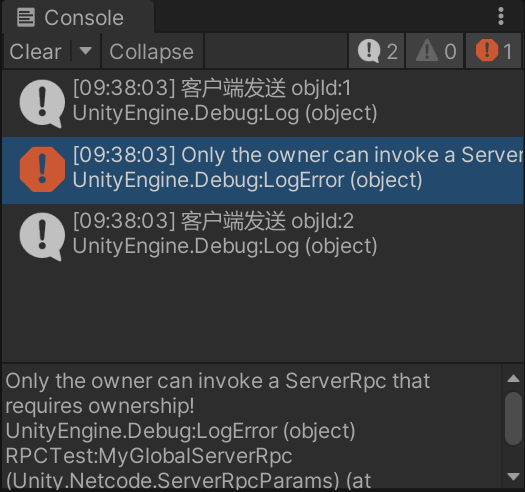 Console
Clear Collapse 2 0 1
[09:38:03] 客户端发送 objId:1
UnityEngine.Debug:Log (object)
[09:38:03] Only the owner can invoke a Server
UnityEngine.Debug:LogError (object)
[09:38:03] 客户端发送 objId:2
UnityEngine.Debug:Log (object)
Only the owner can invoke a ServerRpc that
requires ownership!
UnityEngine.Debug:LogError (object)
RPCTest:MyGlobalServerRpc
(Unity.Netcode.ServerRpcParams) (at